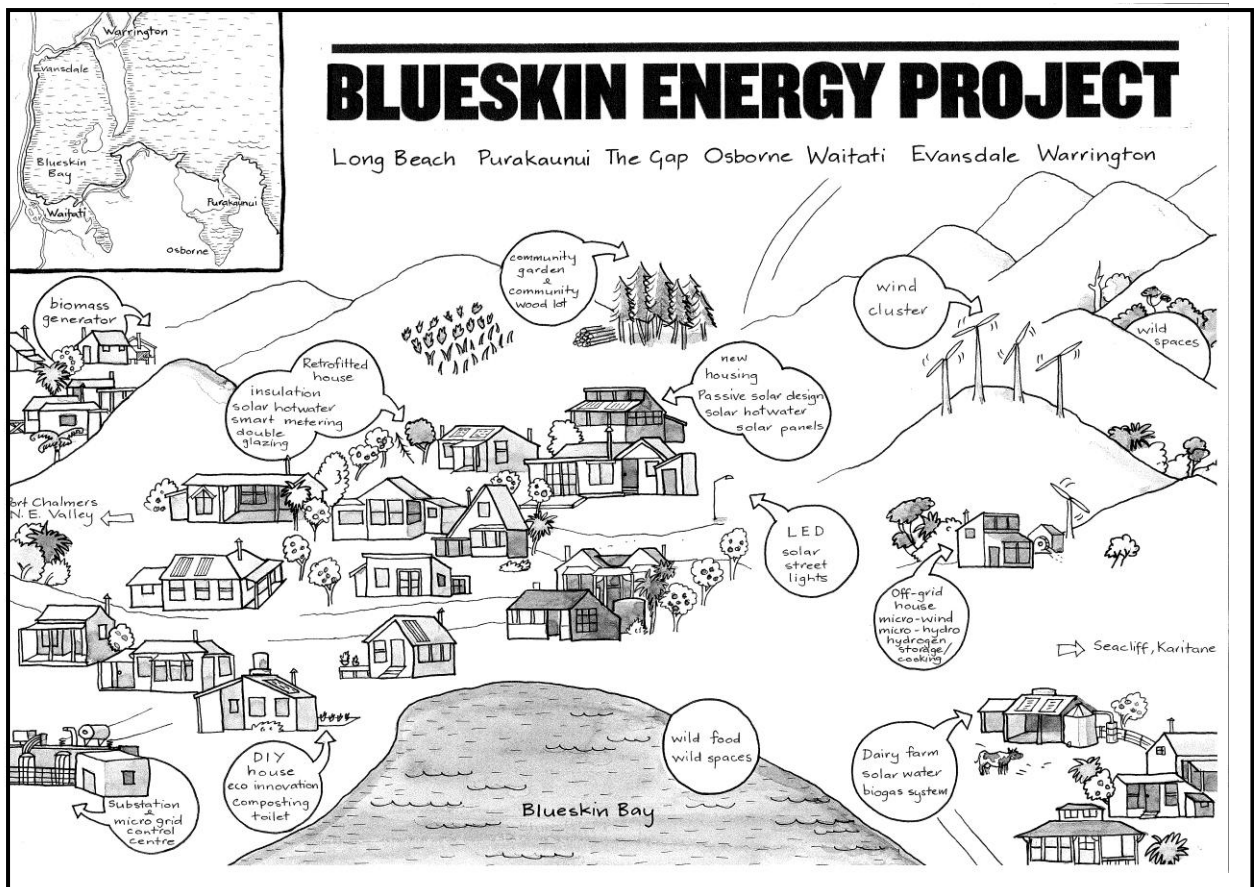 BLUESKIN ENERGY PROJECT
Long Beach Purakaunui The Gap Osborne Waitati Evansdale Warrington
Warrington
Evansdale
Blueskin
Bay
Waitati
Purakaunui
Osborne
biomass
generator
community
garden
&
community
wood lot
wind
cluster
wild
spaces
Retrofitted
house
insulation
solar hotwater
smart metering
double
glazing
new
housing
Passive solar design
solar hotwater
solar panels
ort Chalmers
N. E. Valley
LED
solar
street
lights
Off-grid
house
micro-wind
micro-hydro
hydrogen
storage/
cooking
Seacliff, Karitane
DIY
house
eco innovation
composting
toilet
wild food
wild spaces
Dairy farm
solar water
biogas system
Substation
&
micro grid
control
centre
Blueskin Bay